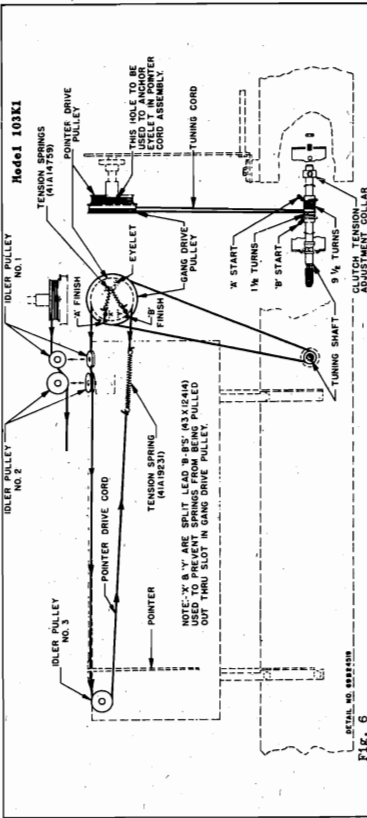 Model 103K1
IDLER PULLEY
NO. 1
IDLER PULLEY
NO. 2
IDLER PULLEY
NO. 3
TENSION SPRINGS
(41A14759)
POINTER DRIVE
PULLEY
THIS HOLE TO BE
USED TO ANCHOR
EYELET IN POINTER
CORD ASSEMBLY.
'A' FINISH
EYELET
GANG DRIVE
PULLEY
'B'
FINISH
TUNING CORD
POINTER DRIVE CORD
TENSION SPRING
(41A19231)
POINTER
NOTE:-'X' & 'Y' ARE SPLIT LEAD 'B-B'S' (43X12414)
USED TO PREVENT SPRINGS FROM BEING PULLED
OUT THRU SLOT IN GANG DRIVE PULLEY.
'A' START
1 1/2 TURNS
'B' START
9 1/2 TURNS
CLUTCH TENSION
ADJUSTMENT COLLAR
TUNING SHAFT
DETAIL NO.
Fig. 6